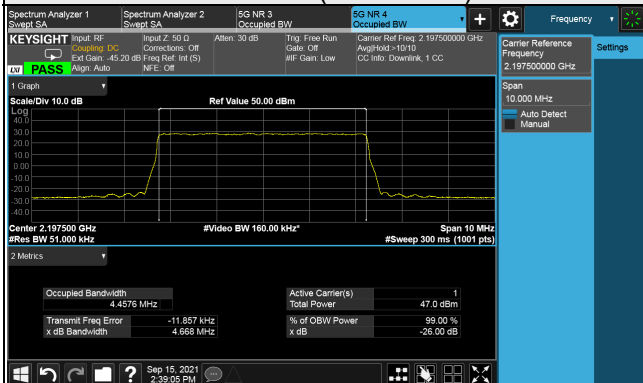 Spectrum Analyzer 1
Swept SA
Spectrum Analyzer 2
Swept SA
5G NR 3
Occupied BW
5G NR 4
Occupied BW
+
Frequency
KEYSIGHT
LXI PASS
Input: RF
Coupling: DC
Ext Gain: -45.20 dB
Align: Auto
Input Z: 50 Ω
Corrections: Off
Freq Ref: Int (S)
NFE: Off
Atten: 30 dB
Trig: Free Run
Gate: Off
#IF Gain: Low
Carrier Ref Freq: 2.197500000 GHz
Avg|Hold:>10/10
CC Info: Downlink, 1 CC
Carrier Reference
Frequency
2.197500000 GHz
Span
10.000 MHz
Auto Detect
Manual
Settings
1 Graph
Scale/Div 10.0 dB
Ref Value 50.00 dBm
Log
40.0
30.0
20.0
10.0
0.00
-10.0
-20.0
-30.0
-40.0
Center 2.197500 GHz
#Res BW 51.000 kHz
#Video BW 160.00 kHz*
Span 10 MHz
#Sweep 300 ms (1001 pts)
2 Metrics
Occupied Bandwidth
4.4576 MHz
Transmit Freq Error -11.857 kHz
x dB Bandwidth 4.668 MHz
Active Carrier(s) 1
Total Power 47.0 dBm
% of OBW Power 99.00 %
x dB -26.00 dB
?
Sep 15, 2021
2:39:05 PM